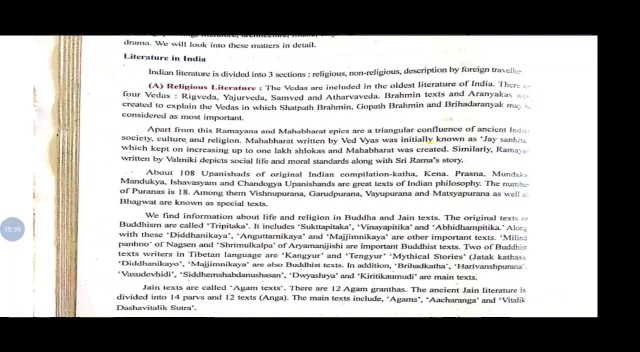 drama. We will look into these matters in detail.
Literature in India
Indian literature is divided into 3 sections : religious, non-religious, description by foreign traveller
(A) Religious Literature : The Vedas are included in the oldest literature of India. There
four Vedas : Rigveda, Yajurveda, Samved and Atharvaveda. Brahmin texts and Aranyakas
created to explain the Vedas in which Shatpath Brahmin, Gopath Brahmin and Brihadaranyak may
considered as most important.
Apart from this Ramayana and Mahabharat epics are a triangular confluence of ancient
society, culture and religion. Mahabharat written by Ved Vyas was initially known as 'Jay sanhita
which kept on increasing up to one lakh shlokas and Mahabharat was created. Similarly,
written by Valmiki depicts social life and moral standards along with Sri Rama's story.
About 108 Upanishads of original Indian compilation-katha, Kena. Prasna,
Mandukya, Ishavasyam and Chandogya Upanishands are great texts of Indian philosophy. The number
of Puranas is 18. Among them Vishnupurana, Garudpurana, Vayupurana and Matsyapurana as well
Bhagwat are known as special texts.
We find information about life and religion in Buddha and Jain texts. The original texts
Buddhism are called 'Tripitaka'. It includes 'Suktapitaka', 'Vinayapitika' and 'Abhidhampitika.' Along
with these 'Diddhanikaya', 'Anguttarnikaya' and 'Majjimnikaya' are other important texts. 'Milind
panhno' of Nagsen and 'Shrimulkalpa' of Aryamanijishi are important Buddhist texts. Two of Buddhist
texts writers in Tibetan language are 'Kangyur' and 'Tengyur' 'Mythical Stories' (Jatak kathas)
'Diddhanikayo', 'Majjimnikaya' are also Buddhist texts. In addition, 'Brihadkatha', 'Harivanshpurana'
'Vasudevhidi', 'Siddhemshabdanushasan', 'Dwyashrya' and 'Kiritikaumudi' are main texts.
Jain texts are called 'Agam texts'. There are 12 Agam granthas. The ancient Jain literature is
divided into 14 parvs and 12 texts (Anga). The main texts include, 'Agams', 'Aacharanga' and 'Vitalik
Dashavitalik Sutra'.